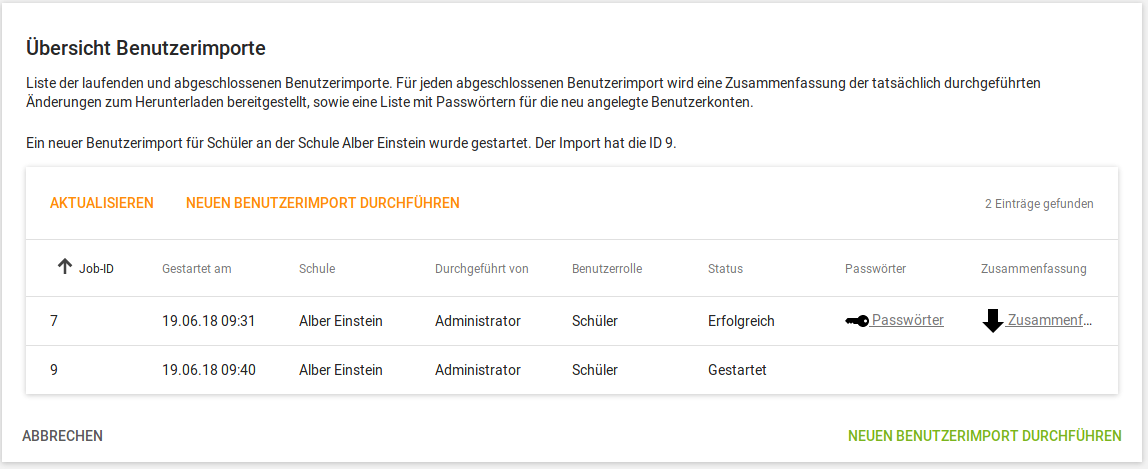 Übersicht Benutzerimporte
Liste der laufenden und abgeschlossenen Benutzerimporte. Für jeden abgeschlossenen Benutzerimport wird eine Zusammenfassung der tatsächlich durchgeführten
Änderungen zum Herunterladen bereitgestellt, sowie eine Liste mit Passwörtern für die neu angelegte Benutzerkonten.
Ein neuer Benutzerimport für Schüler an der Schule Alber Einstein wurde gestartet. Der Import hat die ID 9.
AKTUALISIEREN NEUEN BENUTZERIMPORT DURCHFÜHREN 2 Einträge gefunden
Job-ID Gestartet am Schule Durchgeführt von Benutzerrolle Status Passwörter Zusammenfassung
7 19.06.18 09:31 Alber Einstein Administrator Schüler Erfolgreich Passwörter Zusammenf...
9 19.06.18 09:40 Alber Einstein Administrator Schüler Gestartet
ABBRECHEN NEUEN BENUTZERIMPORT DURCHFÜHREN